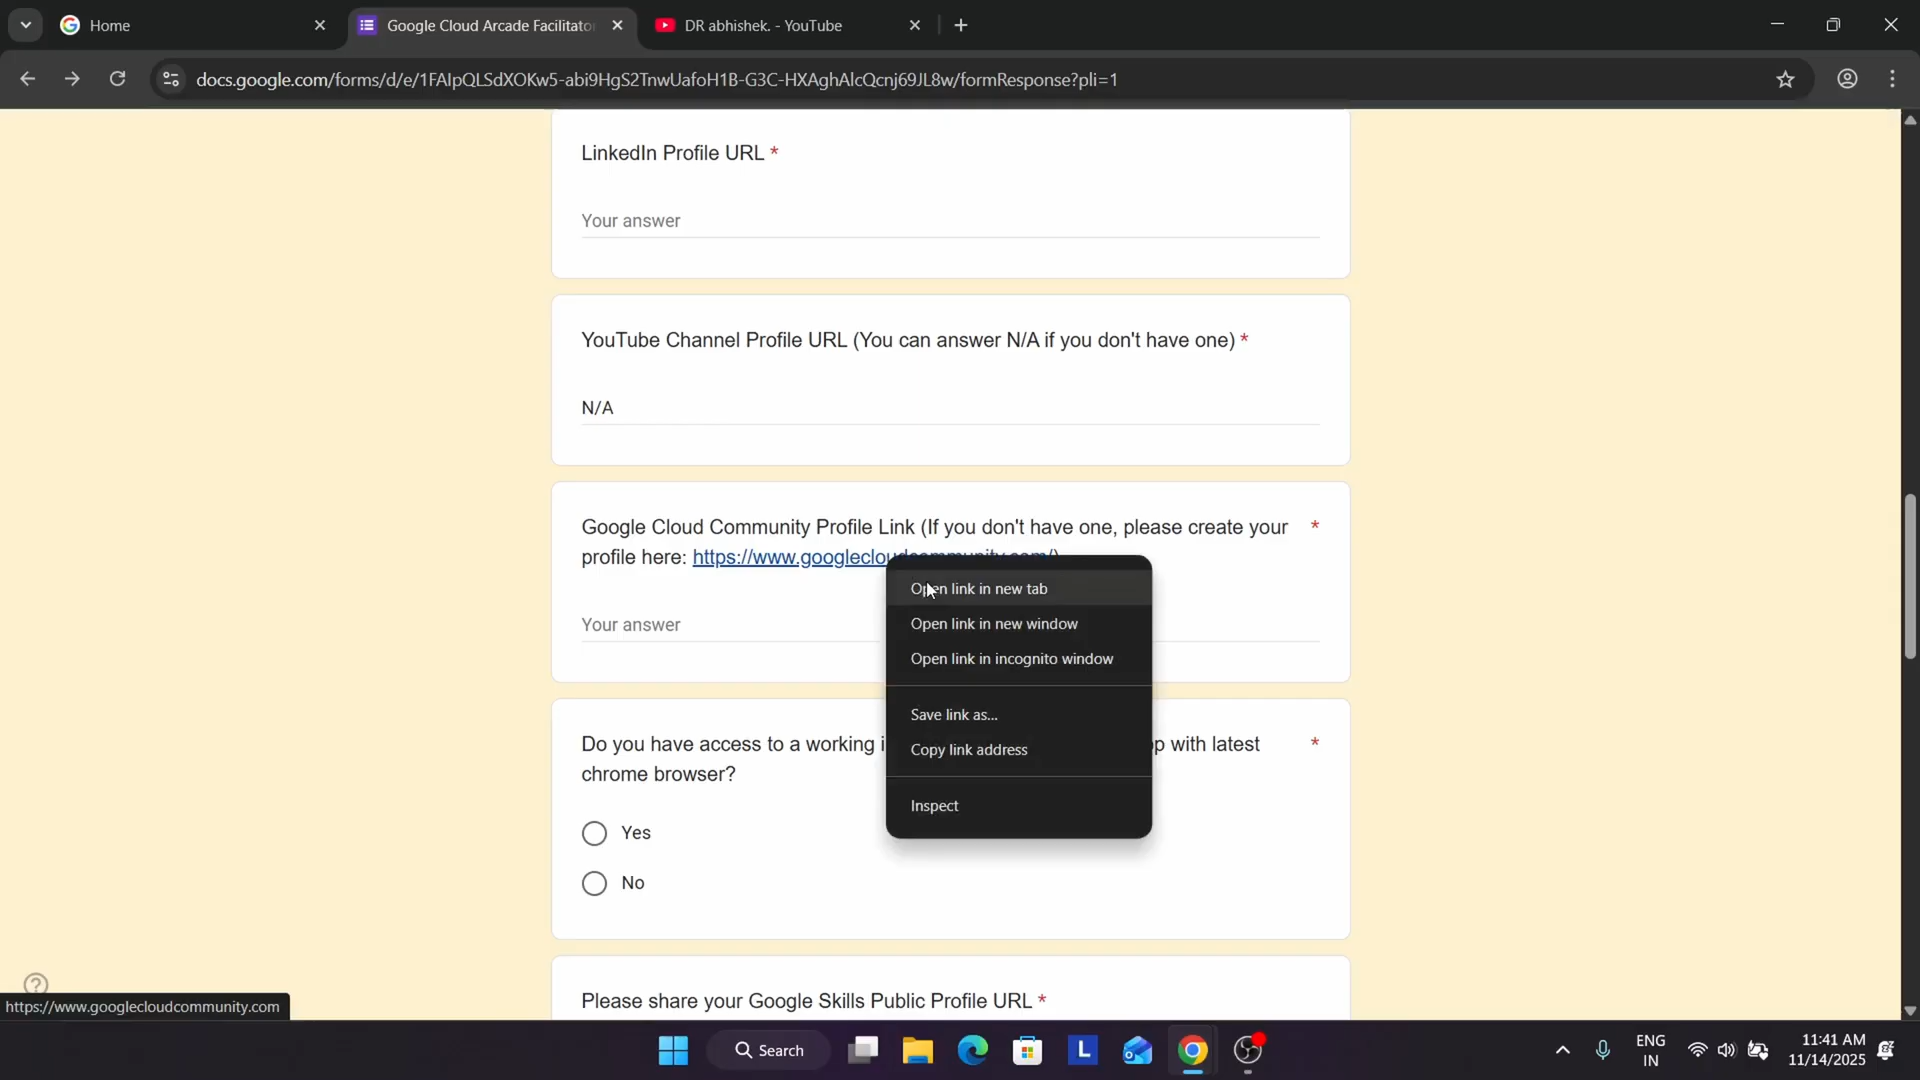 Home
Google Cloud Arcade Facilitato
DR abhishek. - YouTube
docs.google.com/forms/d/e/1FAIpQLSdXOKw5-abi9HgS2TnwUafoH1B-G3C-HXAghAlcQcnj69JL8w/formResponse?pli=1
LinkedIn Profile URL *
Your answer
YouTube Channel Profile URL (You can answer N/A if you don't have one) *
N/A
Google Cloud Community Profile Link (If you don't have one, please create your *
profile here: https://www.googlecloudcommunity.com/)
Your answer
Open link in new tab
Open link in new window
Open link in incognito window
Save link as...
Copy link address
Inspect
Do you have access to a working i
p with latest *
chrome browser?
Yes
No
Please share your Google Skills Public Profile URL *
https://www.googlecloudcommunity.com
Search
L
ENG
IN
11:41 AM
11/14/2025